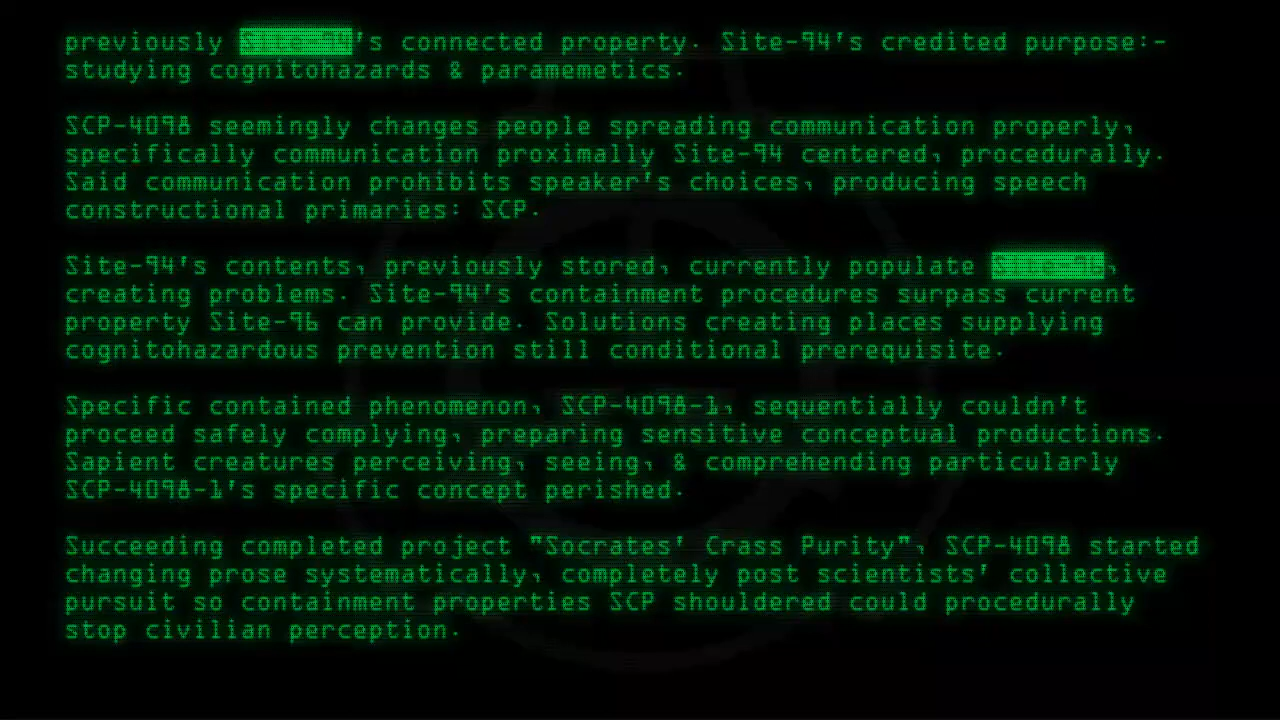 previously Site-94's connected property. Site-94's credited purpose:-
studying cognitohazards & paramemetics.
SCP-4098 seemingly changes people spreading communication properly,
specifically communication proximally Site-94 centered, procedurally.
Said communication prohibits speaker's choices, producing speech
constructional primaries: SCP.
Site-94's contents, previously stored, currently populate Site-96,
creating problems. Site-94's containment procedures surpass current
property Site-96 can provide. Solutions creating places supplying
cognitohazardous prevention still conditional prerequisite.
Specific contained phenomenon, SCP-4098-1, sequentially couldn't
proceed safely complying, preparing sensitive conceptual productions.
Sapient creatures perceiving, seeing, & comprehending particularly
SCP-4098-1's specific concept perished.
Succeeding completed project "Socrates' Crass Purity", SCP-4098 started
changing prose systematically, completely post scientists' collective
pursuit so containment properties SCP shouldered could procedurally
stop civilian perception.